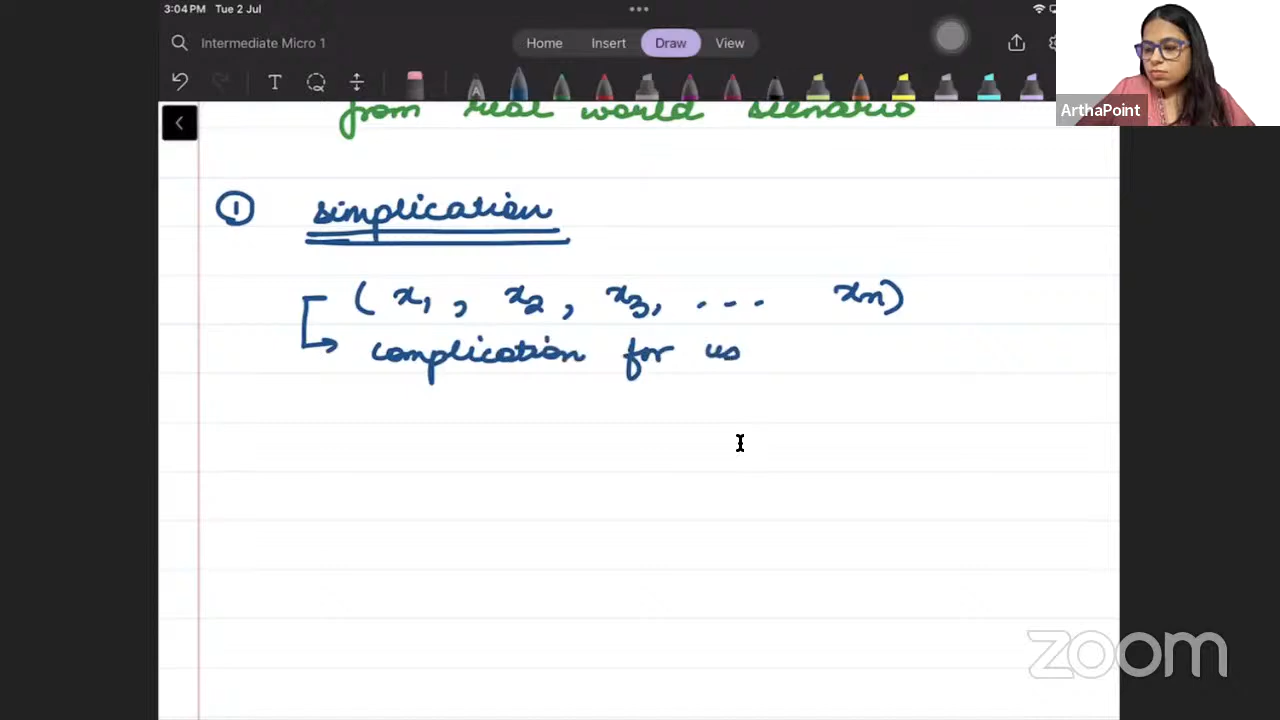 3:04 PM Tue 2 Jul
Intermediate Micro 1
Home Insert Draw View
ArthaPoint
from real world scenario
① simplication
( x₁ , x₂ , x₃, . . . . xn)
complication for us
zoom